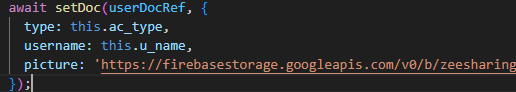 await setDoc(userDocRef, {
type: this.ac_type,
username: this.u_name,
picture: 'https://firebasestorage.googleapis.com/v0/b/zeesharing
});